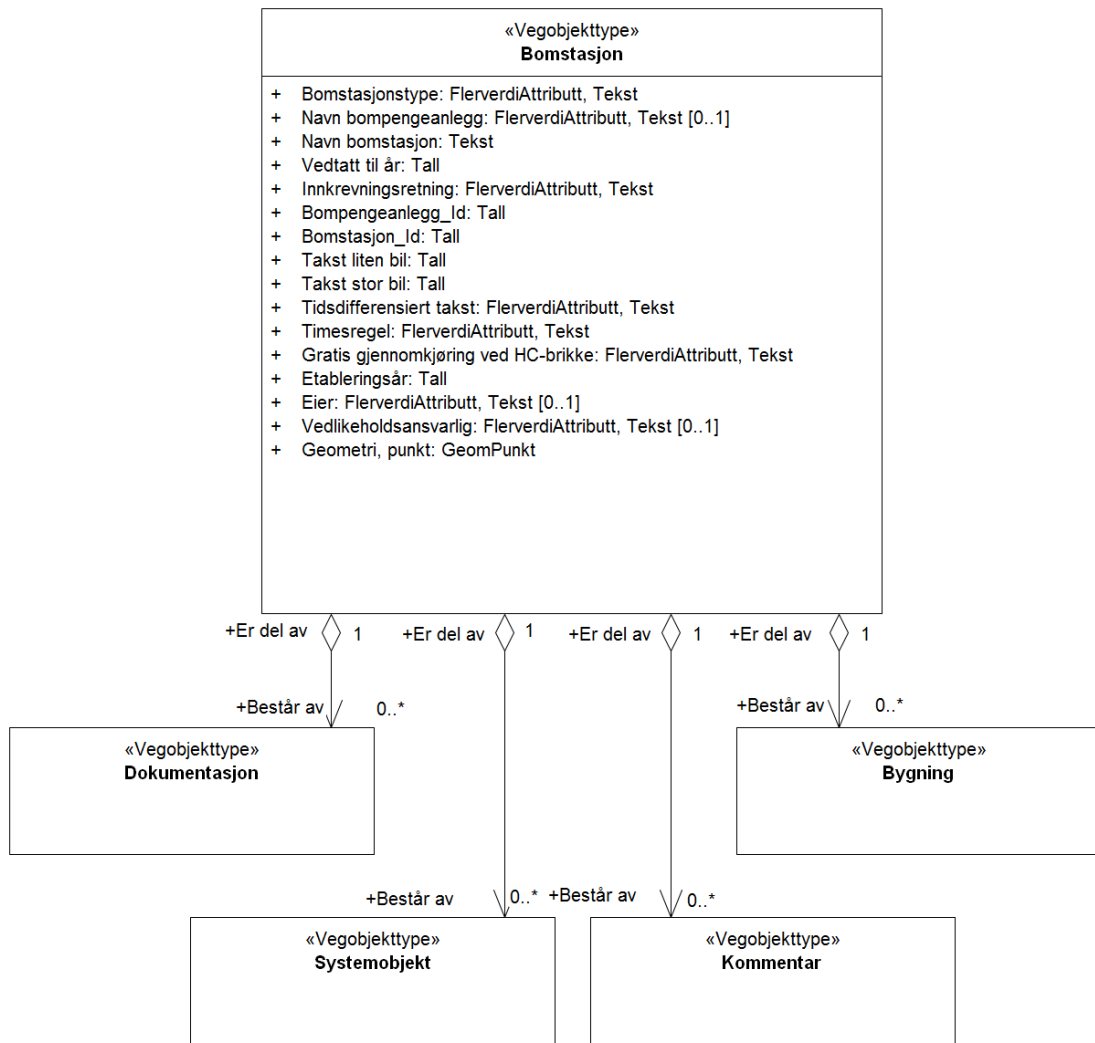 «Vegobjekttype»
Bomstasjon
+ Bomstasjonstype: FlerverdiAttributt, Tekst
+ Navn bompengeanlegg: FlerverdiAttributt, Tekst [0..1]
+ Navn bomstasjon: Tekst
+ Vedtatt til år: Tall
+ Innkrevningsretning: FlerverdiAttributt, Tekst
+ Bompengeanlegg_Id: Tall
+ Bomstasjon_Id: Tall
+ Takst liten bil: Tall
+ Takst stor bil: Tall
+ Tidsdifferensiert takst: FlerverdiAttributt, Tekst
+ Timesregel: FlerverdiAttributt, Tekst
+ Gratis gjennomkjøring ved HC-brikke: FlerverdiAttributt, Tekst
+ Etableringsår: Tall
+ Eier: FlerverdiAttributt, Tekst [0..1]
+ Vedlikeholdsansvarlig: FlerverdiAttributt, Tekst [0..1]
+ Geometri, punkt: GeomPunkt
+Er del av 1 +Er del av 1 +Er del av 1 +Er del av 1
+Består av 0..* +Består av 0..*
«Vegobjekttype»
Dokumentasjon
«Vegobjekttype»
Bygning
+Består av 0..* +Består av 0..*
«Vegobjekttype»
Systemobjekt
«Vegobjekttype»
Kommentar